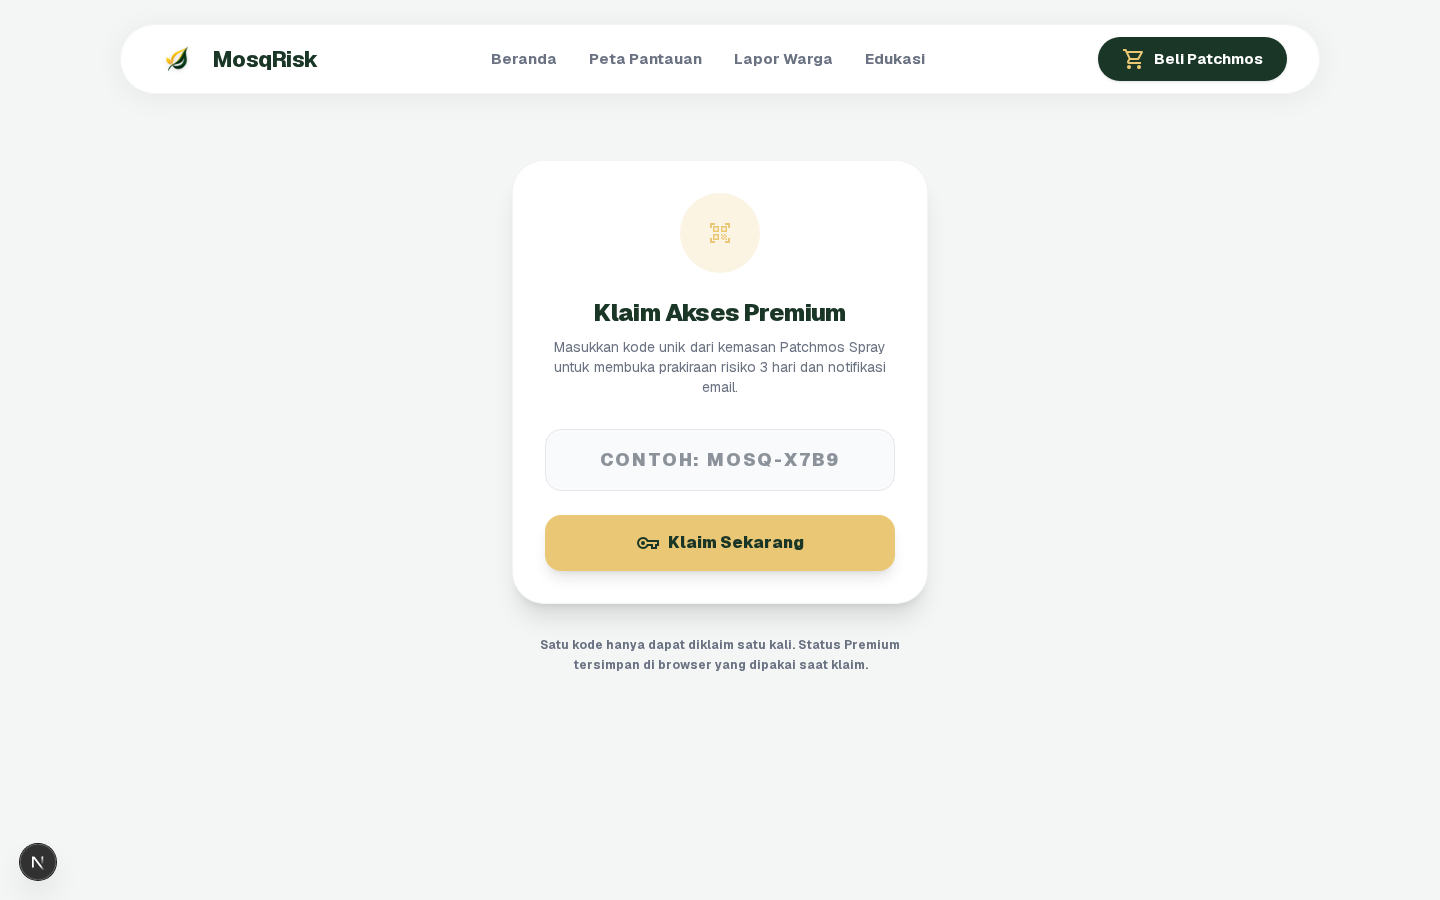 MosqRisk
Beranda
Peta Pantauan
Lapor Warga
Edukasi
Beli Patchmos
Klaim Akses Premium
Masukkan kode unik dari kemasan Patchmos Spray
untuk membuka prakiraan risiko 3 hari dan notifikasi
email.
CONTOH: MOSQ-X7B9
Klaim Sekarang
Satu kode hanya dapat diklaim satu kali. Status Premium
tersimpan di browser yang dipakai saat klaim.
N